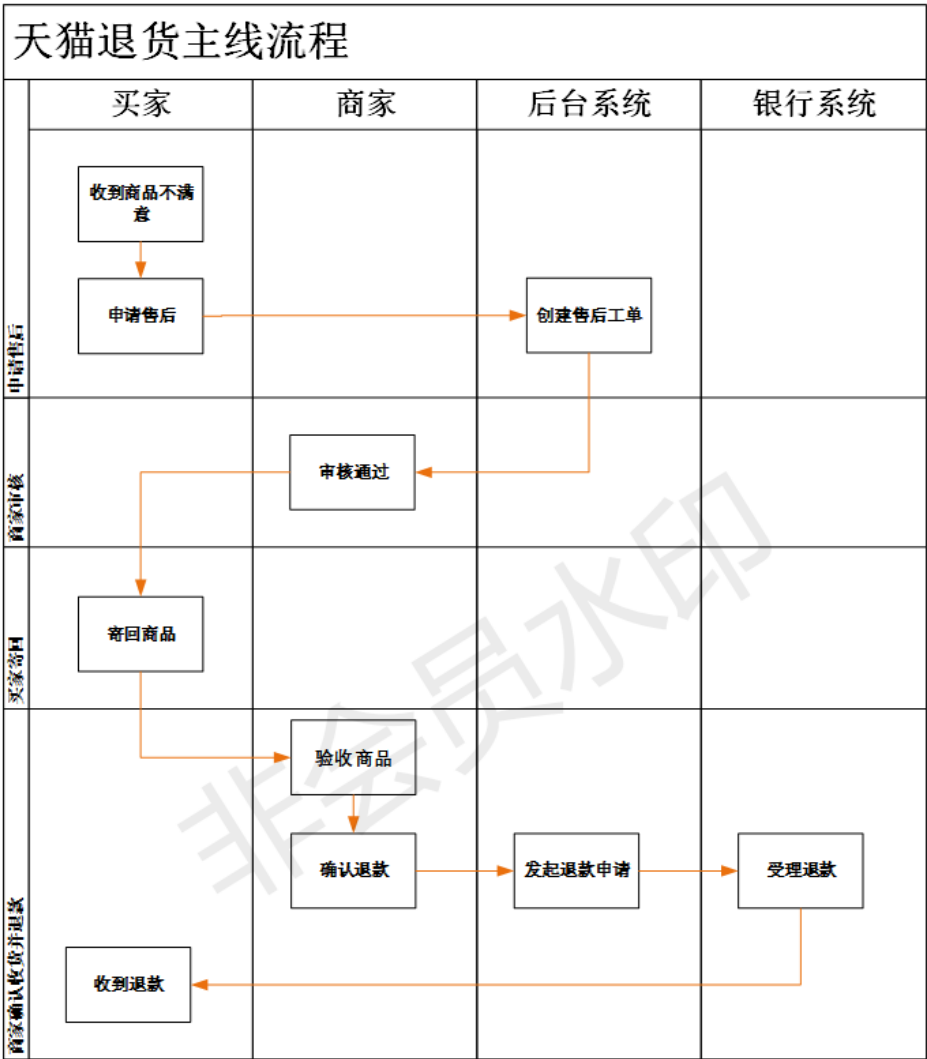 天猫退货主线流程
买家
商家
后台系统
银行系统
申请售后
收到商品不满
意
申请售后
创建售后工单
商家审核
审核通过
买家寄回
寄回商品
商家确认收货并退款
验收商品
确认退款
发起退款申请
受理退款
收到退款
非会员水印